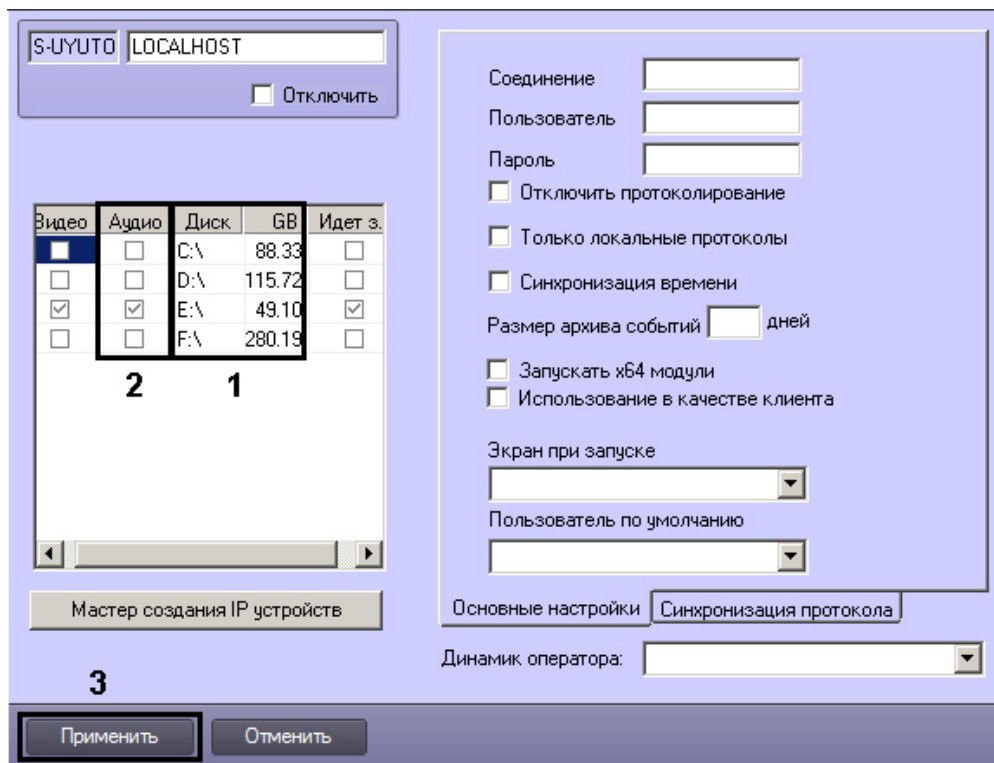 S-UYUTO LOCALHOST
Отключить
Видео Аудио Диск GB Идет з.
C:\ 88.33
D:\ 115.72
E:\ 49.10
F:\ 280.19
2 1
Мастер создания IP устройств
Соединение
Пользователь
Пароль
Отключить протоколирование
Только локальные протоколы
Синхронизация времени
Размер архива событий дней
Запускать x64 модули
Использование в качестве клиента
Экран при запуске
Пользователь по умолчанию
Основные настройки Синхронизация протокола
Динамик оператора:
3
Применить Отменить